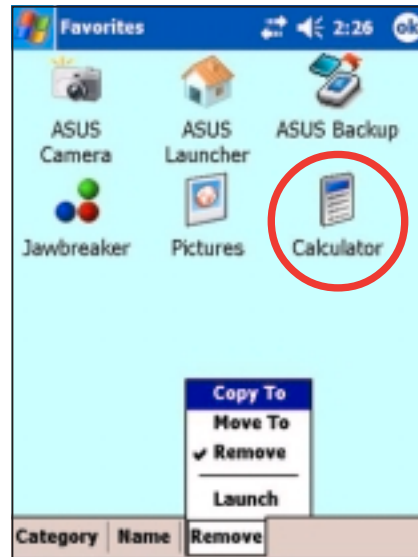 Favorites 2:26 ok
ASUS Camera
ASUS Launcher
ASUS Backup
Jawbreaker
Pictures
Calculator
Copy To
Move To
Remove
Launch
Category Name Remove